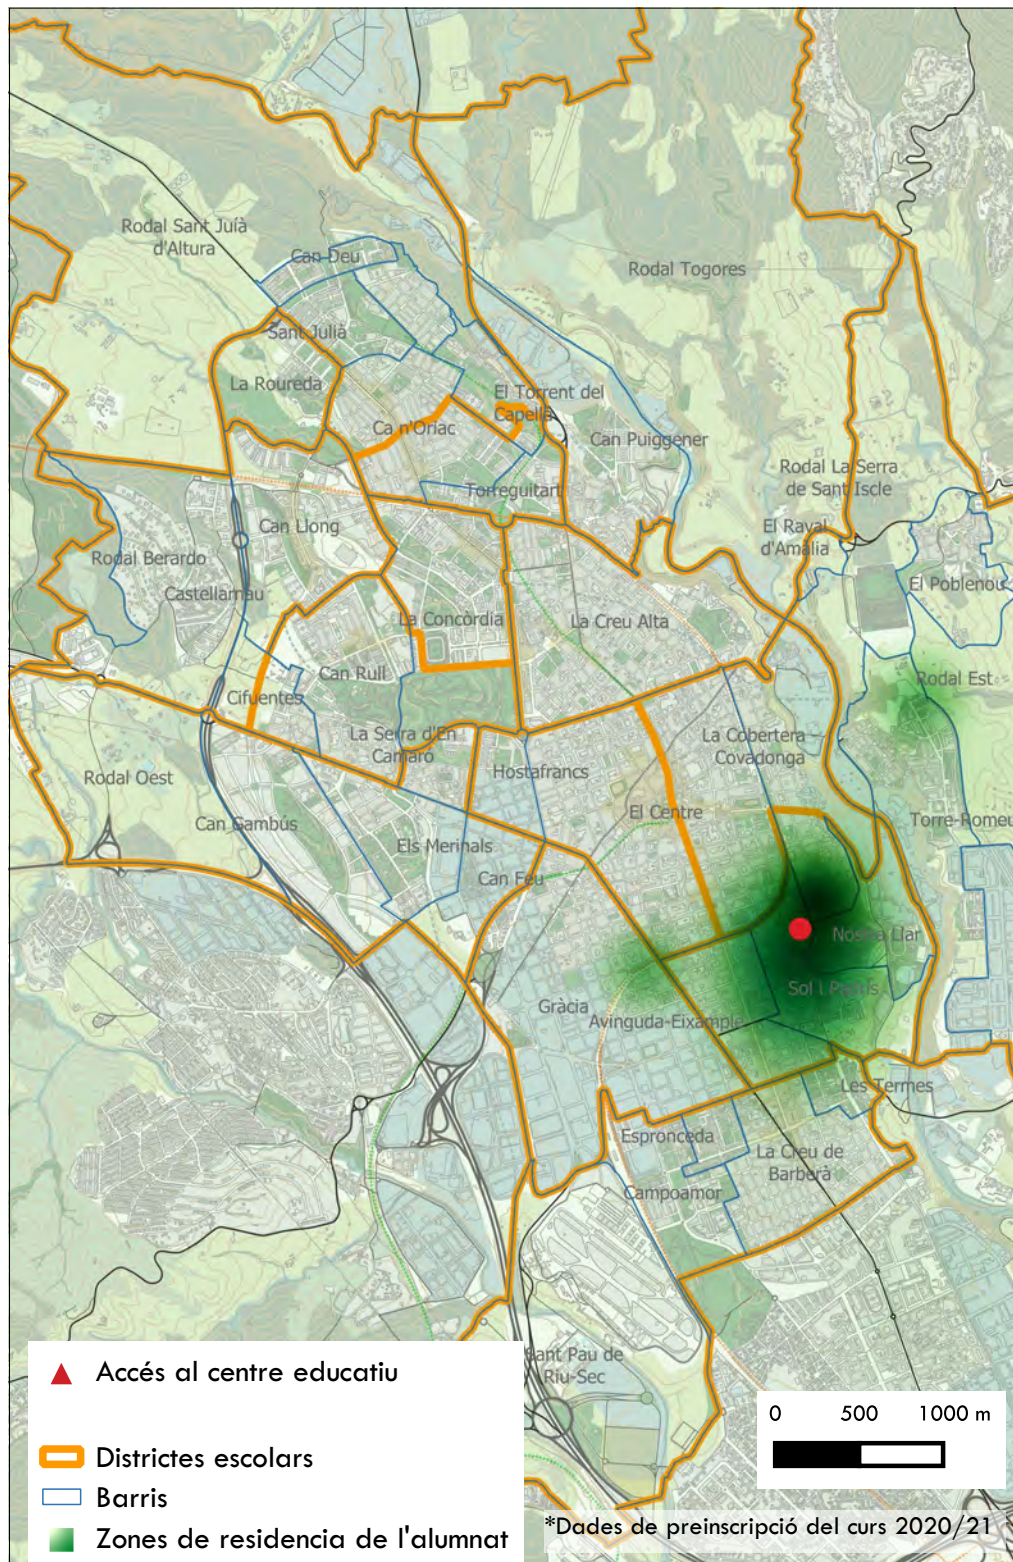 Rodal Sant Juíà
d'Altura
Can Deu
Rodal Togores
Sant Julià
La Roureda
El Torrent del
Capellà
Ca n'Oriac
Can Puiggener
Rodal La Serra
de Sant Iscle
Torreguitart
Can Llong
El Raval
d'Amàlia
Rodal Berardo
El Poblenou
Castellarnau
La Concòrdia
La Creu Alta
Can Rull
Rodal Est
Cifuentes
La Serra d'En
Camaró
La Cobertera
Covadonga
Rodal Oest
Hostafrancs
El Centre
Can Gambús
Torre-Romeu
Els Merinals
Can Feu
Nostra Llar
Sol i Padrís
Gràcia
Avinguda-Eixample
Les Termes
Espronceda
La Creu de
Barberà
Campoamor
Sant Pau de
Riu-Sec
Accés al centre educatiu
Districtes escolars
Barris
Zones de residencia de l'alumnat
0 500 1000 m
*Dades de preinscripció del curs 2020/21